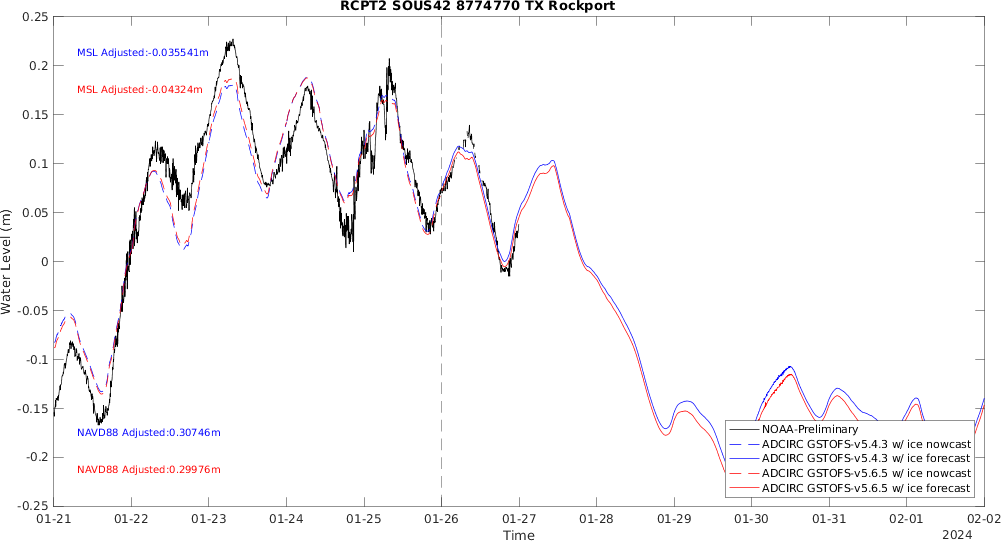 RCPT2 SOUS42 8774770 TX Rockport
0.25
0.2
0.15
0.1
0.05
0
-0.05
-0.1
-0.15
-0.2
-0.25
Water Level (m)
MSL Adjusted:-0.035541m
MSL Adjusted:-0.04324m
NAVD88 Adjusted:0.30746m
NAVD88 Adjusted:0.29976m
NOAA-Preliminary
ADCIRC GSTOFS-v5.4.3 w/ ice nowcast
ADCIRC GSTOFS-v5.4.3 w/ ice forecast
ADCIRC GSTOFS-v5.6.5 w/ ice nowcast
ADCIRC GSTOFS-v5.6.5 w/ ice forecast
01-21 01-22 01-23 01-24 01-25 01-26 01-27 01-28 01-29 01-30 01-31 02-01 02-02
Time
2024